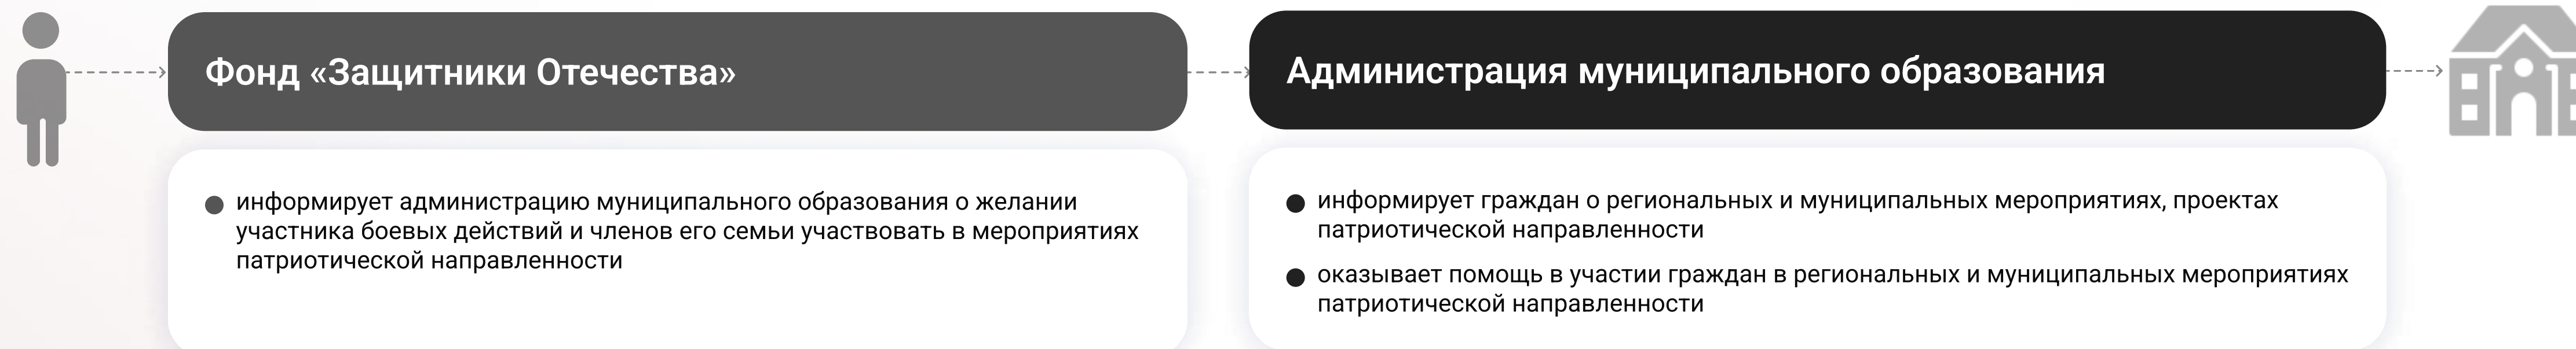 Фонд «Защитники Отечества»
информирует администрацию муниципального образования о желании
участника боевых действий и членов его семьи участвовать в мероприятиях
патриотической направленности
Администрация муниципального образования
информирует граждан о региональных и муниципальных мероприятиях, проектах
патриотической направленности
оказывает помощь в участии граждан в региональных и муниципальных мероприятиях
патриотической направленности